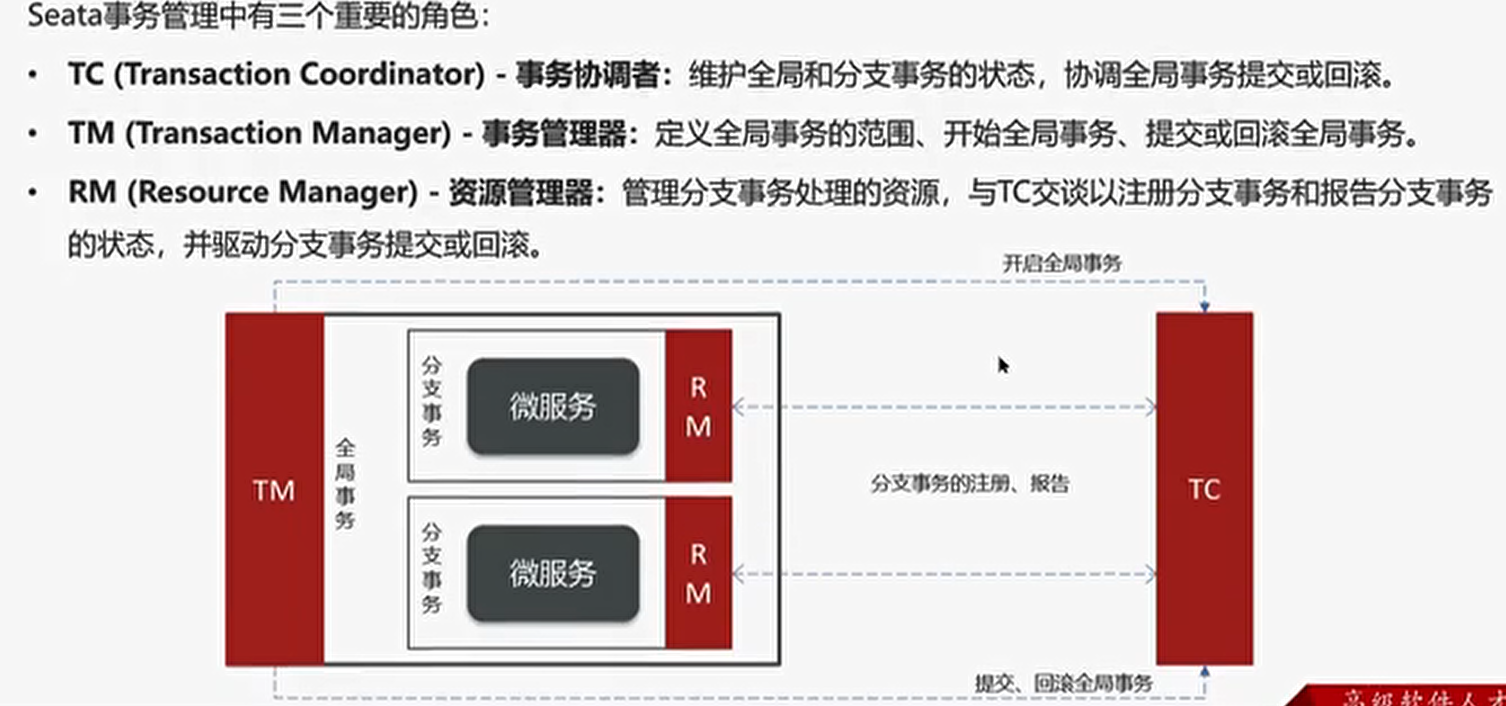 Seata事务管理中有三个重要的角色：
• TC (Transaction Coordinator) - 事务协调者：维护全局和分支事务的状态，协调全局事务提交或回滚。
• TM (Transaction Manager) - 事务管理器：定义全局事务的范围、开始全局事务、提交或回滚全局事务。
• RM (Resource Manager) - 资源管理器：管理分支事务处理的资源，与TC交谈以注册分支事务和报告分支事务
的状态，并驱动分支事务提交或回滚。
开启全局事务
TM
全局事务
分支事务
微服务
RM
分支事务的注册、报告
TC
分支事务
微服务
RM
提交、回滚全局事务
高级软件人才